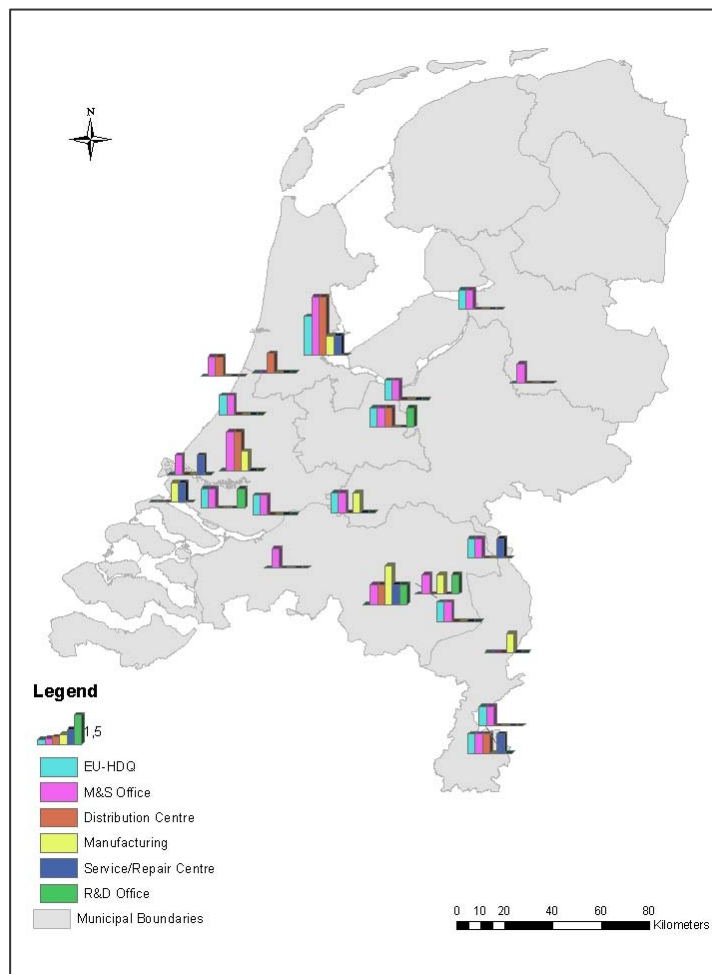 N
Legend
1,5
EU-HDQ
M&S Office
Distribution Centre
Manufacturing
Service/Repair Centre
R&D Office
Municipal Boundaries
0 5 10 20 40 60 80
Kilometers